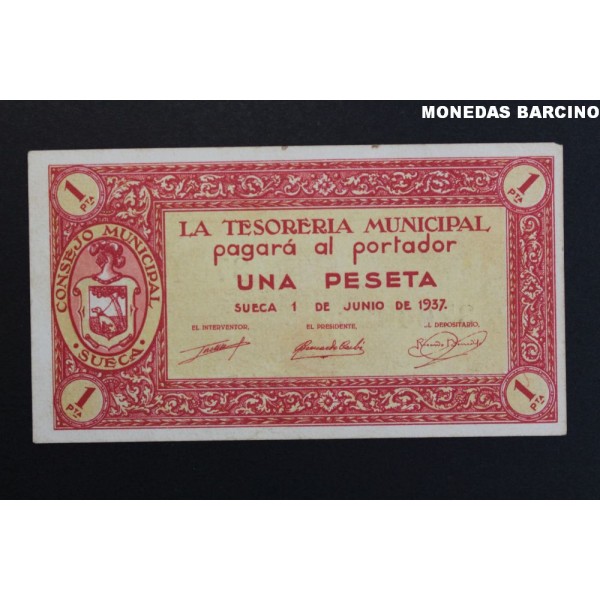 MONEDAS BARCINO
1 PTA
1 PTA
CONSEJO MUNICIPAL
SUECA
LA TESORERIA MUNICIPAL
pagará al portador
UNA PESETA
SUECA 1 DE JUNIO DE 1937.
EL INTERVENTOR, EL PRESIDENTE, EL DEPOSITARIO,
1 PTA
1 PTA